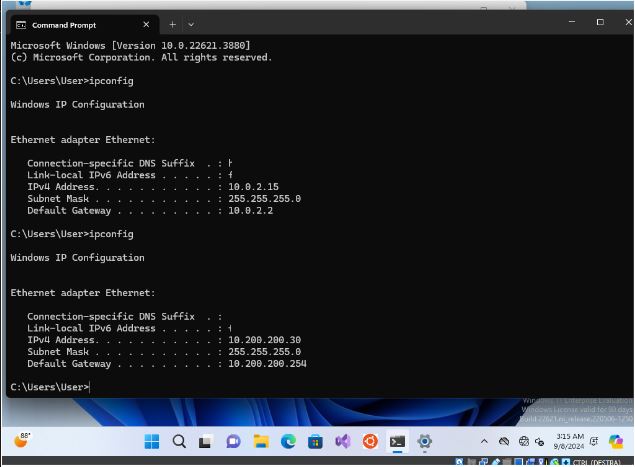 Command Prompt
Microsoft Windows [Version 10.0.22621.3880]
(c) Microsoft Corporation. All rights reserved.
C:\Users\User>ipconfig
Windows IP Configuration
Ethernet adapter Ethernet:
Connection-specific DNS Suffix . :
Link-local IPv6 Address . . . . . :
IPv4 Address. . . . . . . . . . . : 10.0.2.15
Subnet Mask . . . . . . . . . . . : 255.255.255.0
Default Gateway . . . . . . . . . : 10.0.2.2
C:\Users\User>ipconfig
Windows IP Configuration
Ethernet adapter Ethernet:
Connection-specific DNS Suffix . :
Link-local IPv6 Address . . . . . :
IPv4 Address. . . . . . . . . . . : 10.200.200.30
Subnet Mask . . . . . . . . . . . : 255.255.255.0
Default Gateway . . . . . . . . . : 10.200.200.254
C:\Users\User>
Windows 11 Enterprise Evaluation
Windows License valid for 90 days
Build 22621.ni_release.220506-1250
88°
3:15 AM
9/8/2024
CTRL (DESTRA)